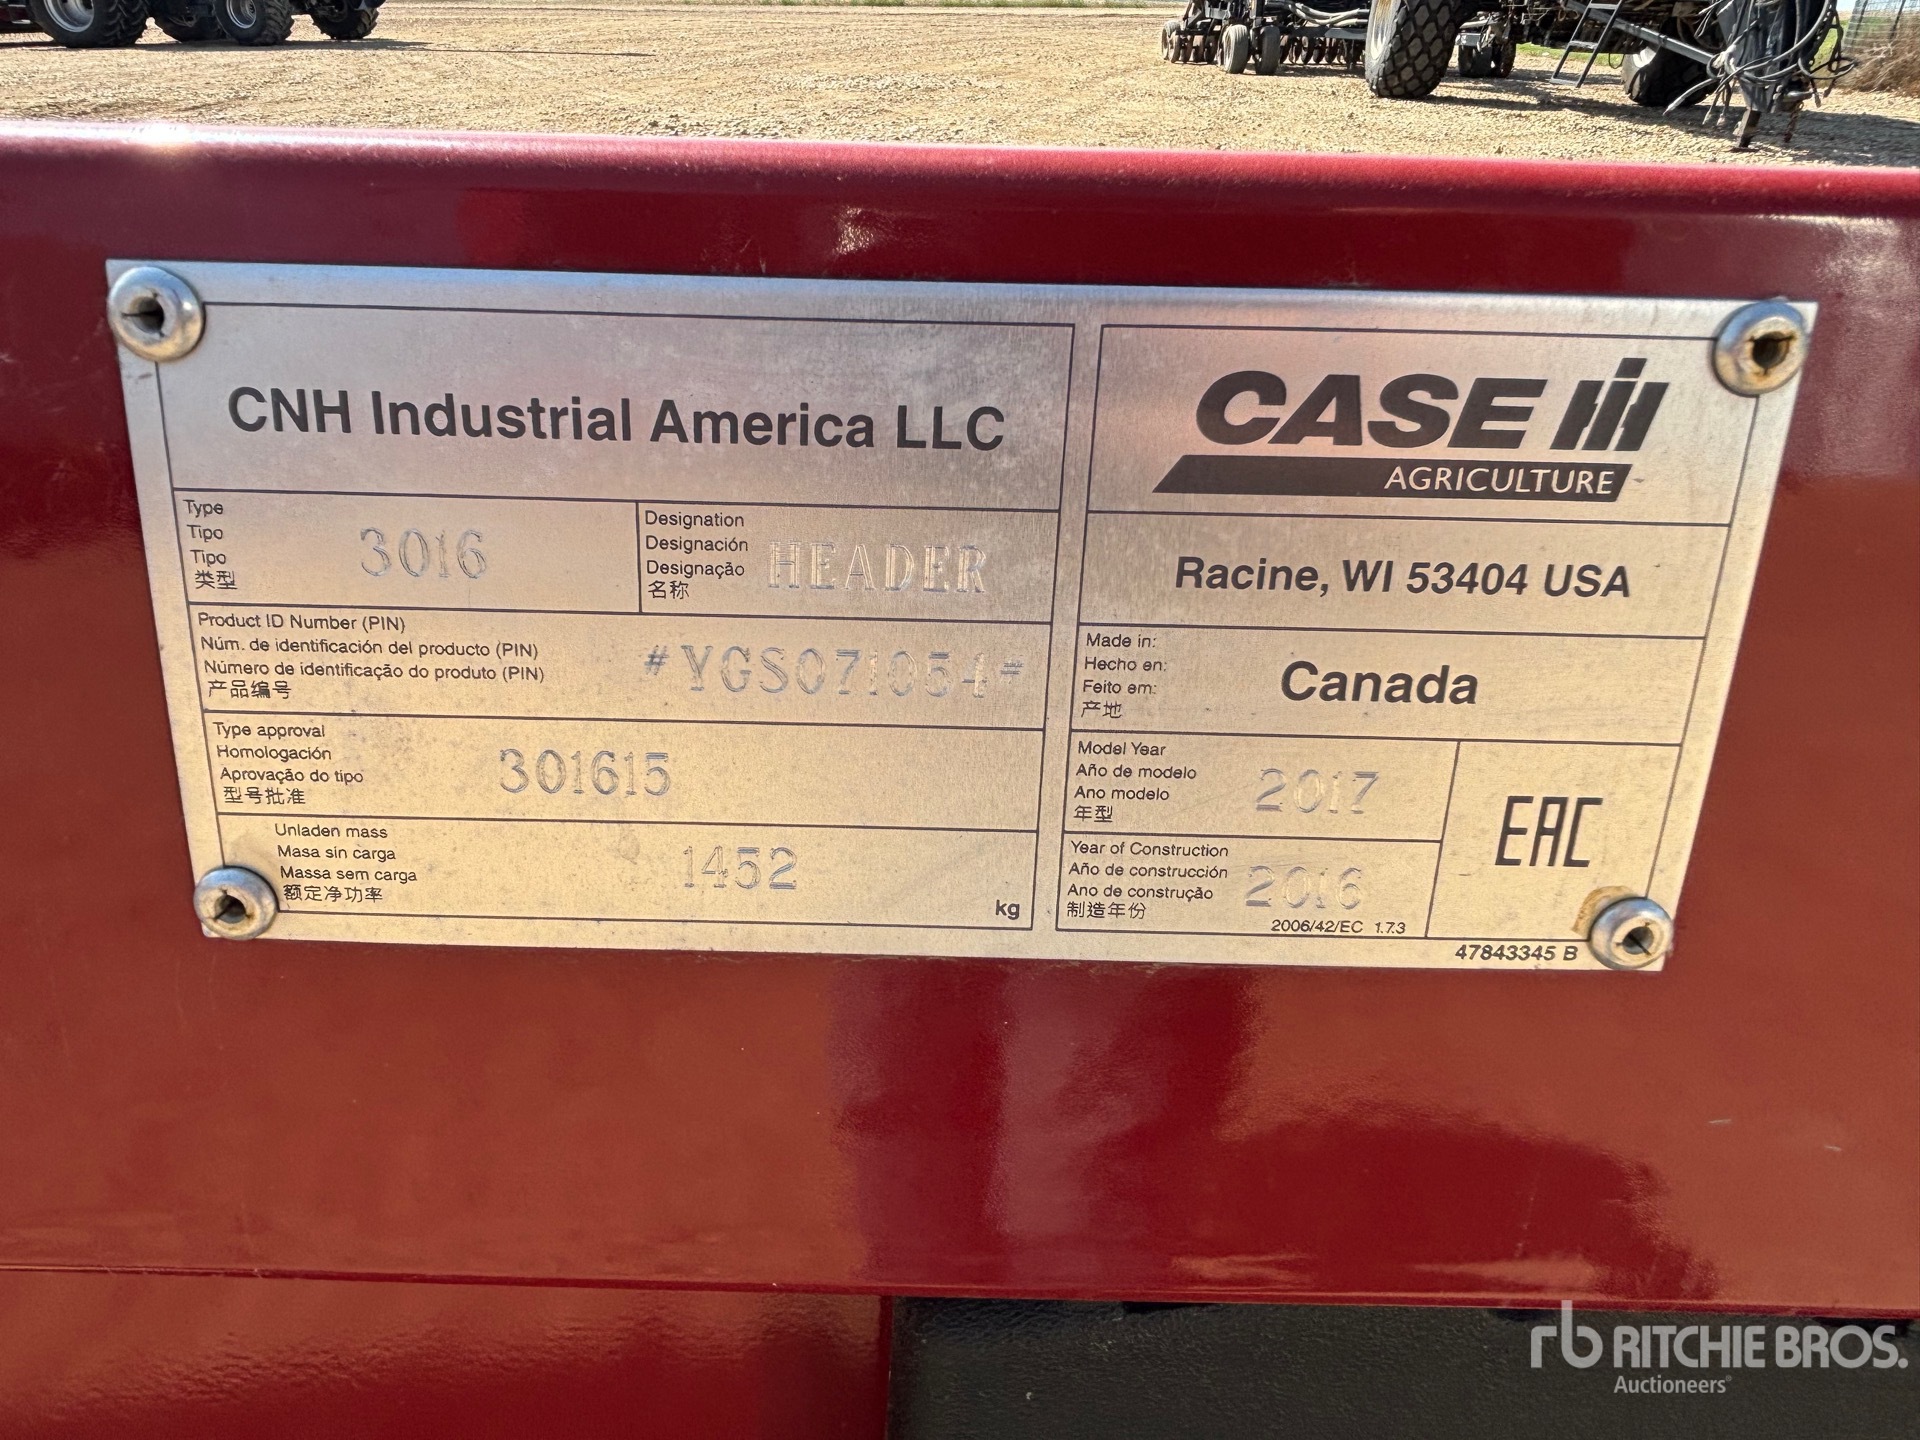 CNH Industrial America LLC
Type
Tipo
Tipo
类型
3016
Designation
Designación
Designação
名称
HEADER
Product ID Number (PIN)
Núm. de identificación del producto (PIN)
Número de identificação do produto (PIN)
产品编号
#YGS071054#
Type approval
Homologación
Aprovação do tipo
型号批准
301615
Unladen mass
Masa sin carga
Massa sem carga
额定净功率
1452
kg
CASE IH
AGRICULTURE
Racine, WI 53404 USA
Made in:
Hecho en:
Feito em:
产地
Canada
Model Year
Año de modelo
Ano modelo
年型
2017
Year of Construction
Año de construcción
Ano de construção
制造年份
2016
2006/42/EC 1.7.3
EAC
47843345 B
rb RITCHIE BROS.
Auctioneers